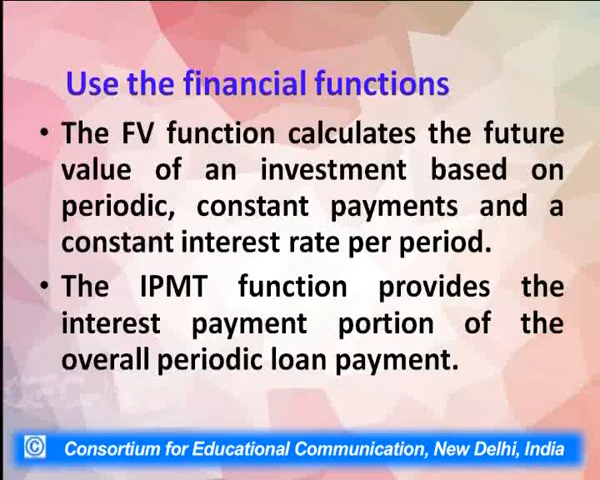 Use the financial functions
• The FV function calculates the future
value of an investment based on
periodic, constant payments and a
constant interest rate per period.
• The IPMT function provides the
interest payment portion of the
overall periodic loan payment.
© Consortium for Educational Communication, New Delhi, India